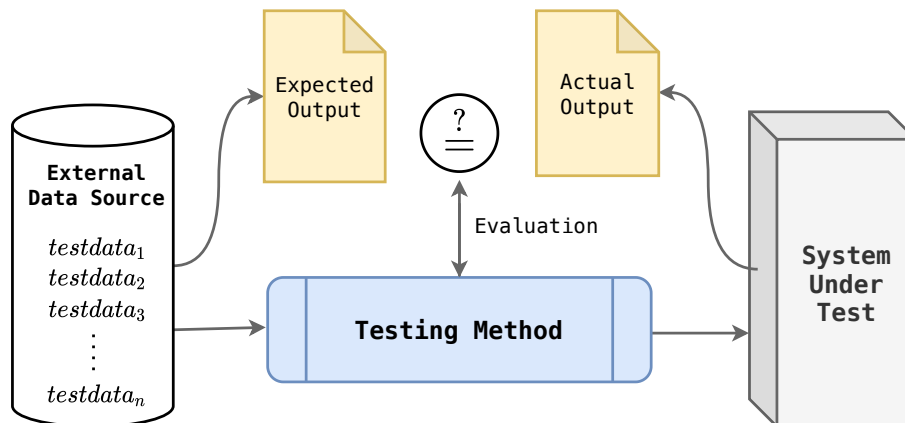 Expected
Output
Actual
Output
?
=
External
Data Source
testdata₁
testdata₂
testdata₃
⋮
testdataₙ
Evaluation
Testing Method
System
Under
Test